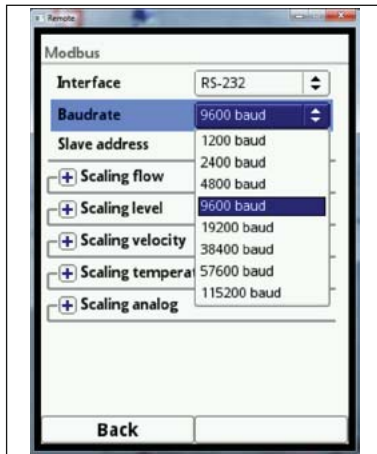 Remote
Modbus
Interface RS-232
Baudrate 9600 baud
Slave address 1200 baud
2400 baud
Scaling flow 4800 baud
Scaling level 9600 baud
19200 baud
Scaling velocity 38400 baud
Scaling tempera 57600 baud
115200 baud
Scaling analog
Back